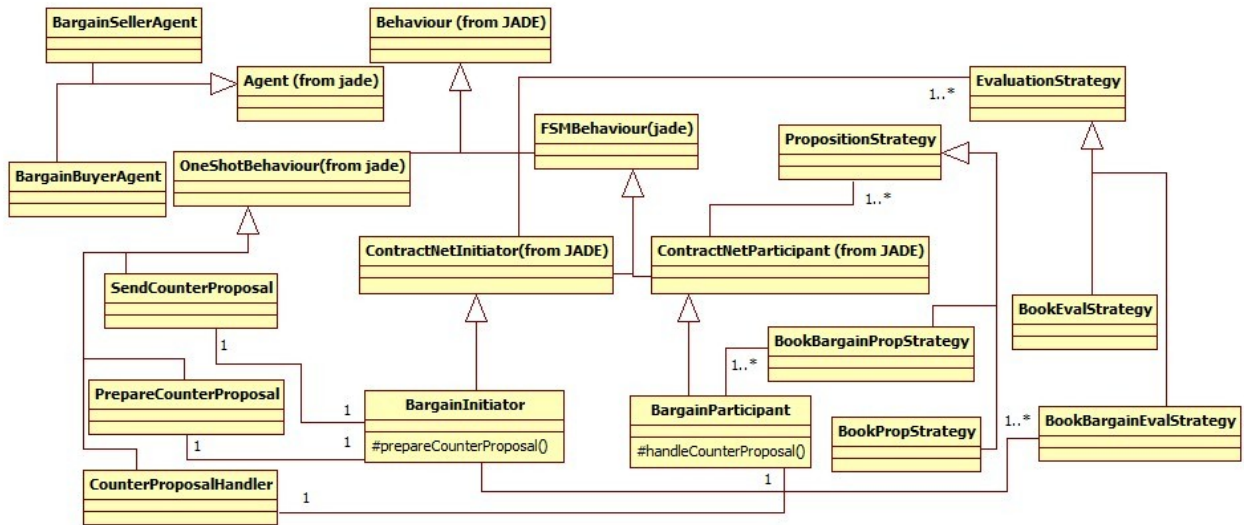 BargainSellerAgent
Behaviour (from JADE)
Agent (from jade)
EvaluationStrategy
1..*
FSMBehaviour(jade)
PropositionStrategy
OneShotBehaviour(from jade)
BargainBuyerAgent
1..*
ContractNetInitiator(from JADE)
ContractNetParticipant (from JADE)
SendCounterProposal
BookEvalStrategy
1
BookBargainPropStrategy
1..*
PrepareCounterProposal
BargainInitiator
1
BargainParticipant
1..*
BookBargainEvalStrategy
BookPropStrategy
1
1
#prepareCounterProposal()
#handleCounterProposal()
CounterProposalHandler
1
1